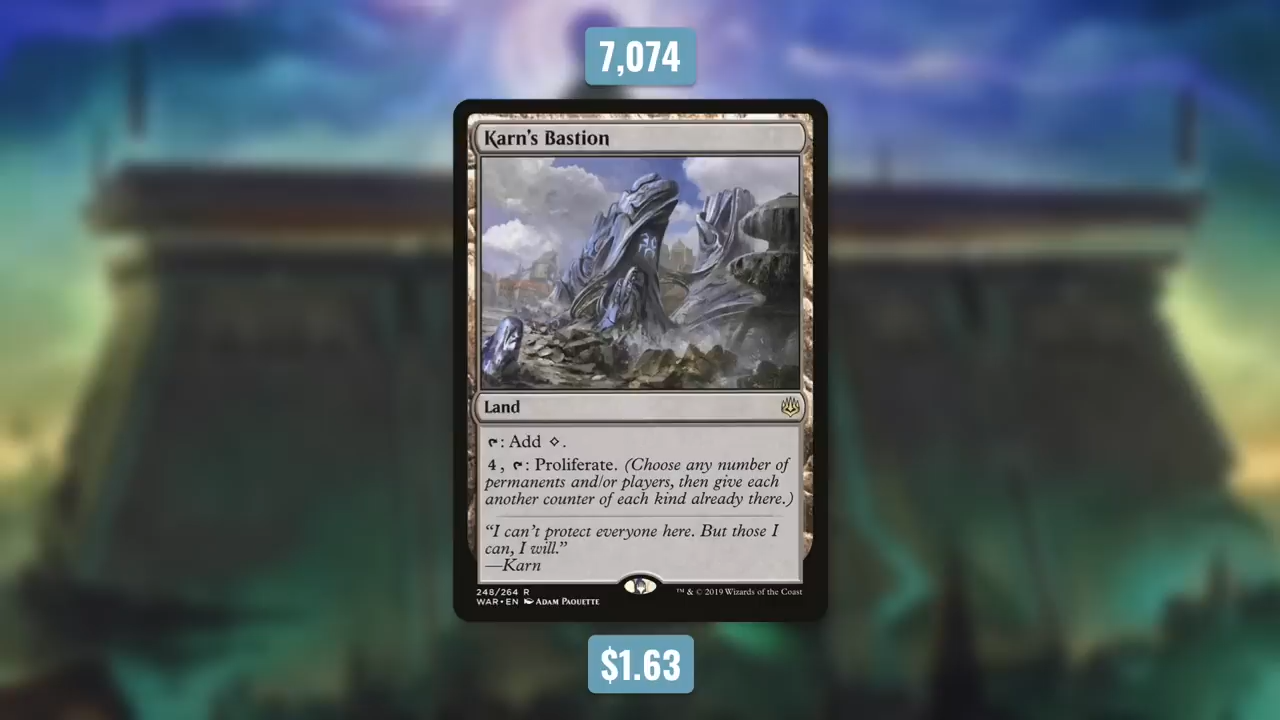 7,074
Karn's Bastion
Land
: Add .
4, : Proliferate. (Choose any number of
permanents and/or players, then give each
another counter of each kind already there.)
“I can't protect everyone here. But those I
can, I will.”
—Karn
248/264 R
WAR • EN Adam Paquette
™ & © 2019 Wizards of the Coast
$1.63